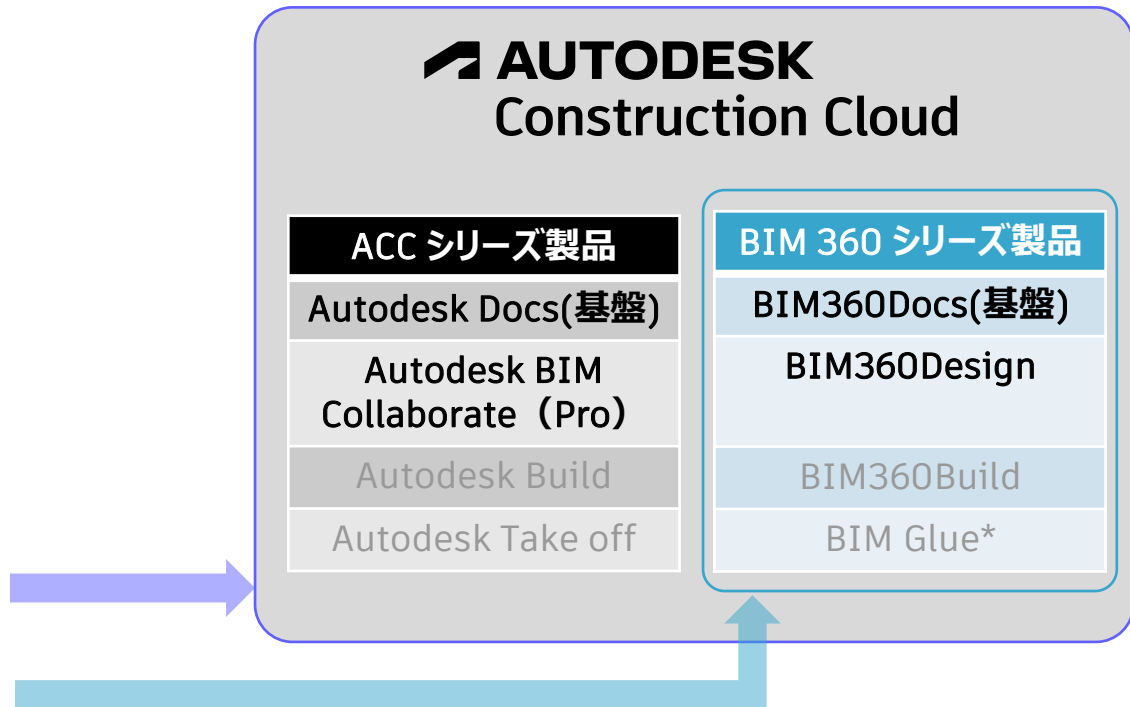 AUTODESK
Construction Cloud
ACC シリーズ製品
Autodesk Docs(基盤)
Autodesk BIM
Collaborate（Pro）
Autodesk Build
Autodesk Take off
BIM 360 シリーズ製品
BIM360Docs(基盤)
BIM360Design
BIM360Build
BIM Glue*